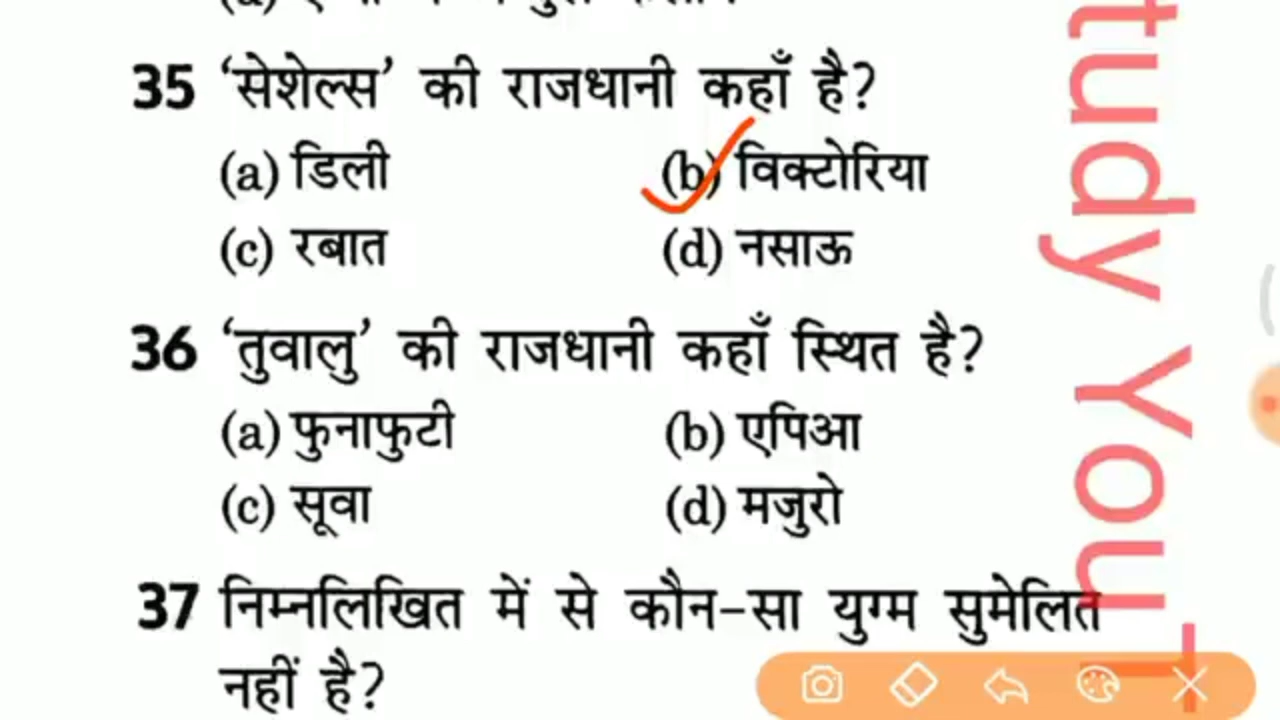 35 ‘सेशेल्स’ की राजधानी कहाँ है?
(a) डिली (b) विक्टोरिया
(c) रबात (d) नसाऊ
36 ‘तुवालु’ की राजधानी कहाँ स्थित है?
(a) फुनाफुटी (b) एपिआ
(c) सूवा (d) मजुरो
37 निम्नलिखित में से कौन-सा युग्म सुमेलित
नहीं है?
tudy You